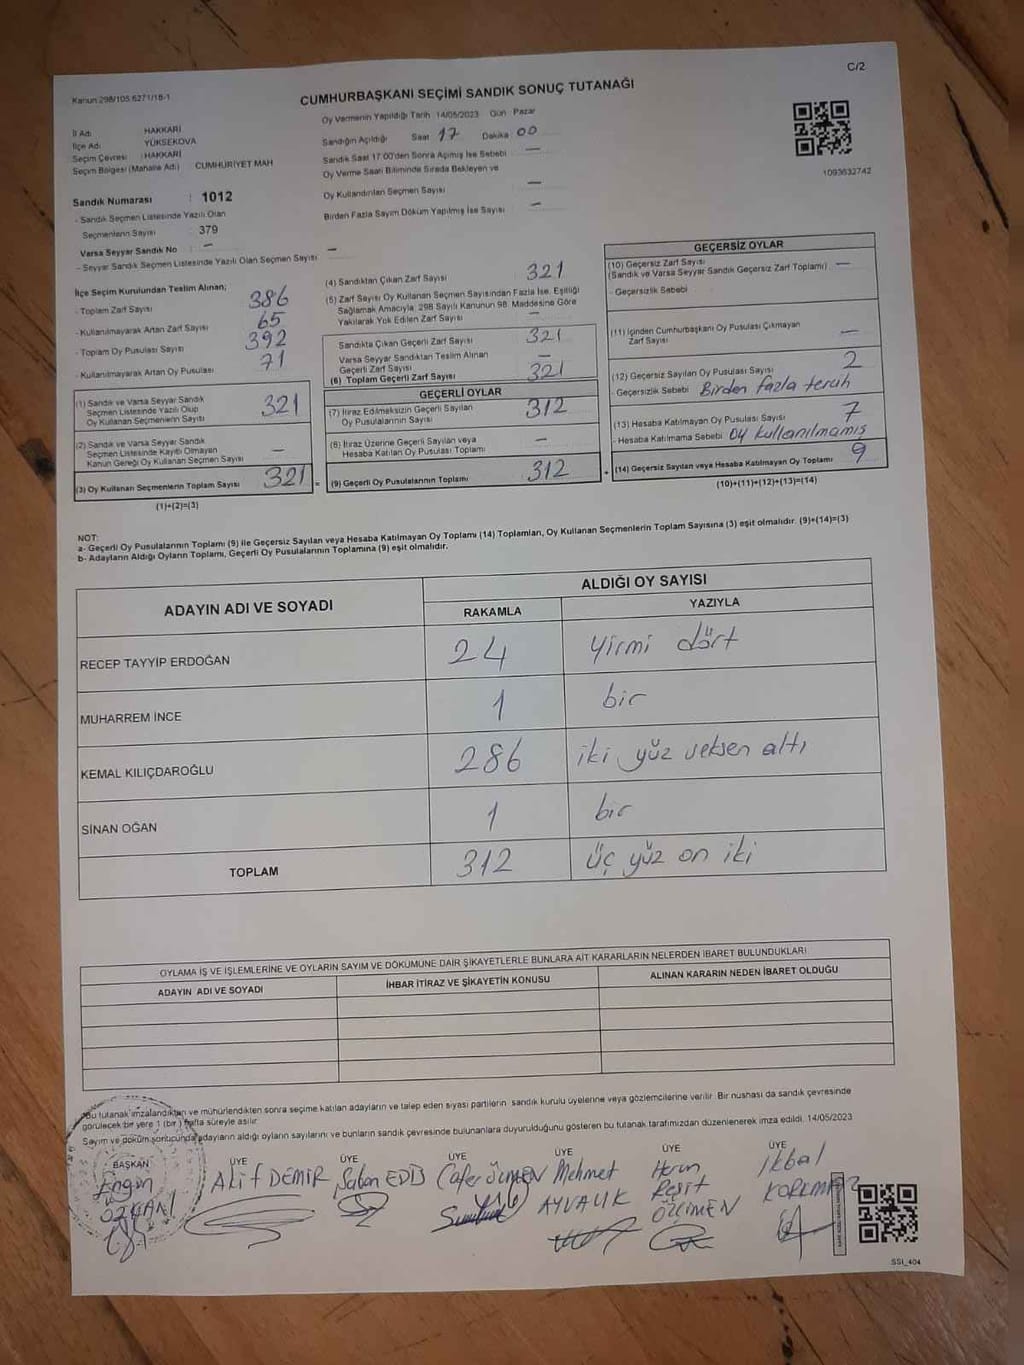 C/2
Kanun:298/105.6271/18-1
CUMHURBAŞKANI SEÇİMİ SANDIK SONUÇ TUTANAĞI
İl Adı HAKKARİ
İlçe Adı YÜKSEKOVA
Seçim Çevresi : HAKKARİ
Seçim Bölgesi (Mahalle Adı) CUMHURİYET MAH
Oy Vermenin Yapıldığı Tarih 14/05/2023 Gün Pazar
Sandığın Açıldığı Saat 17 Dakika 00
Sandık Saat 17:00'den Sonra Açılmış İse Sebebi —
Oy Verme Saati Bitiminde Sırada Bekleyen ve
Oy Kullandırılan Seçmen Sayısı —
Birden Fazla Sayım Döküm Yapılmış İse Sayısı —
1093632742
Sandık Numarası : 1012
- Sandık Seçmen Listesinde Yazılı Olan
Seçmenlerin Sayısı 379
Varsa Seyyar Sandık No : —
- Seyyar Sandık Seçmen Listesinde Yazılı Olan Seçmen Sayısı —
İlçe Seçim Kurulundan Teslim Alınan;
- Toplam Zarf Sayısı 386
- Kullanılmayarak Artan Zarf Sayısı 65
- Toplam Oy Pusulası Sayısı 392
- Kullanılmayarak Artan Oy Pusulası 71
(1) Sandık ve Varsa Seyyar Sandık
Seçmen Listesinde Yazılı Olup
Oy Kullanan Seçmenlerin Sayısı 321
(2) Sandık ve Varsa Seyyar Sandık
Seçmen Listesinde Kaydı Olmayan
Kanun Gereği Oy Kullanan Seçmen Sayısı —
(3) Oy Kullanan Seçmenlerin Toplam Sayısı 321
(1)+(2)=(3)
(4) Sandıktan Çıkan Zarf Sayısı 321
(5) Zarf Sayısı Oy Kullanan Seçmen Sayısından Fazla İse, Eşitliği
Sağlamak Amacıyla, 298 Sayılı Kanunun 98. Maddesine Göre
Yakılarak Yok Edilen Zarf Sayısı —
Sandıkta Çıkan Geçerli Zarf Sayısı 321
Varsa Seyyar Sandıktan Teslim Alınan
Geçerli Zarf Sayısı —
(6) Toplam Geçerli Zarf Sayısı 321
GEÇERLİ OYLAR
(7) İtiraz Edilmeksizin Geçerli Sayılan
Oy Pusulalarının Sayısı 312
(8) İtiraz Üzerine Geçerli Sayılan veya
Hesaba Katılan Oy Pusulası Toplamı —
= (9) Geçerli Oy Pusulalarının Toplamı 312
GEÇERSİZ OYLAR
(10) Geçersiz Zarf Sayısı
(Sandık ve Varsa Seyyar Sandık Geçersiz Zarf Toplamı) —
- Geçersizlik Sebebi
(11) İçinden Cumhurbaşkanı Oy Pusulası Çıkmayan
Zarf Sayısı —
(12) Geçersiz Sayılan Oy Pusulası Sayısı 2
- Geçersizlik Sebebi Birden fazla tercih
(13) Hesaba Katılmayan Oy Pusulası Sayısı 7
- Hesaba Katılmama Sebebi Oy kullanılmamış
+ (14) Geçersiz Sayılan veya Hesaba Katılmayan Oy Toplamı 9
(10)+(11)+(12)+(13)=(14)
NOT:
a- Geçerli Oy Pusulalarının Toplamı (9) ile Geçersiz Sayılan veya Hesaba Katılmayan Oy Toplamı (14) Toplamları, Oy Kullanan Seçmenlerin Toplam Sayısına (3) eşit olmalıdır. (9)+(14)=(3)
b- Adayların Aldığı Oyların Toplamı, Geçerli Oy Pusulalarının Toplamına (9) eşit olmalıdır.
ADAYIN ADI VE SOYADI
ALDIĞI OY SAYISI
RAKAMLA YAZIYLA
RECEP TAYYİP ERDOĞAN 24 yirmi dört
MUHARREM İNCE 1 bir
KEMAL KILIÇDAROĞLU 286 iki yüz seksen altı
SİNAN OĞAN 1 bir
TOPLAM 312 üç yüz on iki
OYLAMA İŞ VE İŞLEMLERİNE VE OYLARIN SAYIM VE DÖKÜMÜNE DAİR ŞİKAYETLERLE BUNLARA AİT KARARLARIN NELERDEN İBARET BULUNDUKLARI
ADAYIN ADI VE SOYADI İHBAR İTİRAZ VE ŞİKAYETİN KONUSU ALINAN KARARIN NEDEN İBARET OLDUĞU
*Bu tutanak imzalandıktan ve mühürlendikten sonra seçime katılan adayların ve talep eden siyasi partilerin sandık kurulu üyelerine veya gözlemcilerine verilir. Bir nüshası da sandık çevresinde
görülecek bir yere 1 (bir) hafta süreyle asılır.
Sayım ve döküm sonucunda adayların aldığı oyların sayılarını ve bunların sandık çevresinde bulunanlara duyurulduğunu gösteren bu tutanak tarafımızdan düzenlenerek imza edildi. 14/05/2023
BAŞKAN ÜYE ÜYE ÜYE ÜYE ÜYE ÜYE
Engin ÖZKAN
Akif DEMİR
Şaban
Cafer
Mehmet AYVALIK
Harun Reşit ÖLÇMEN
İkbal KORKMAZ
SSI_404